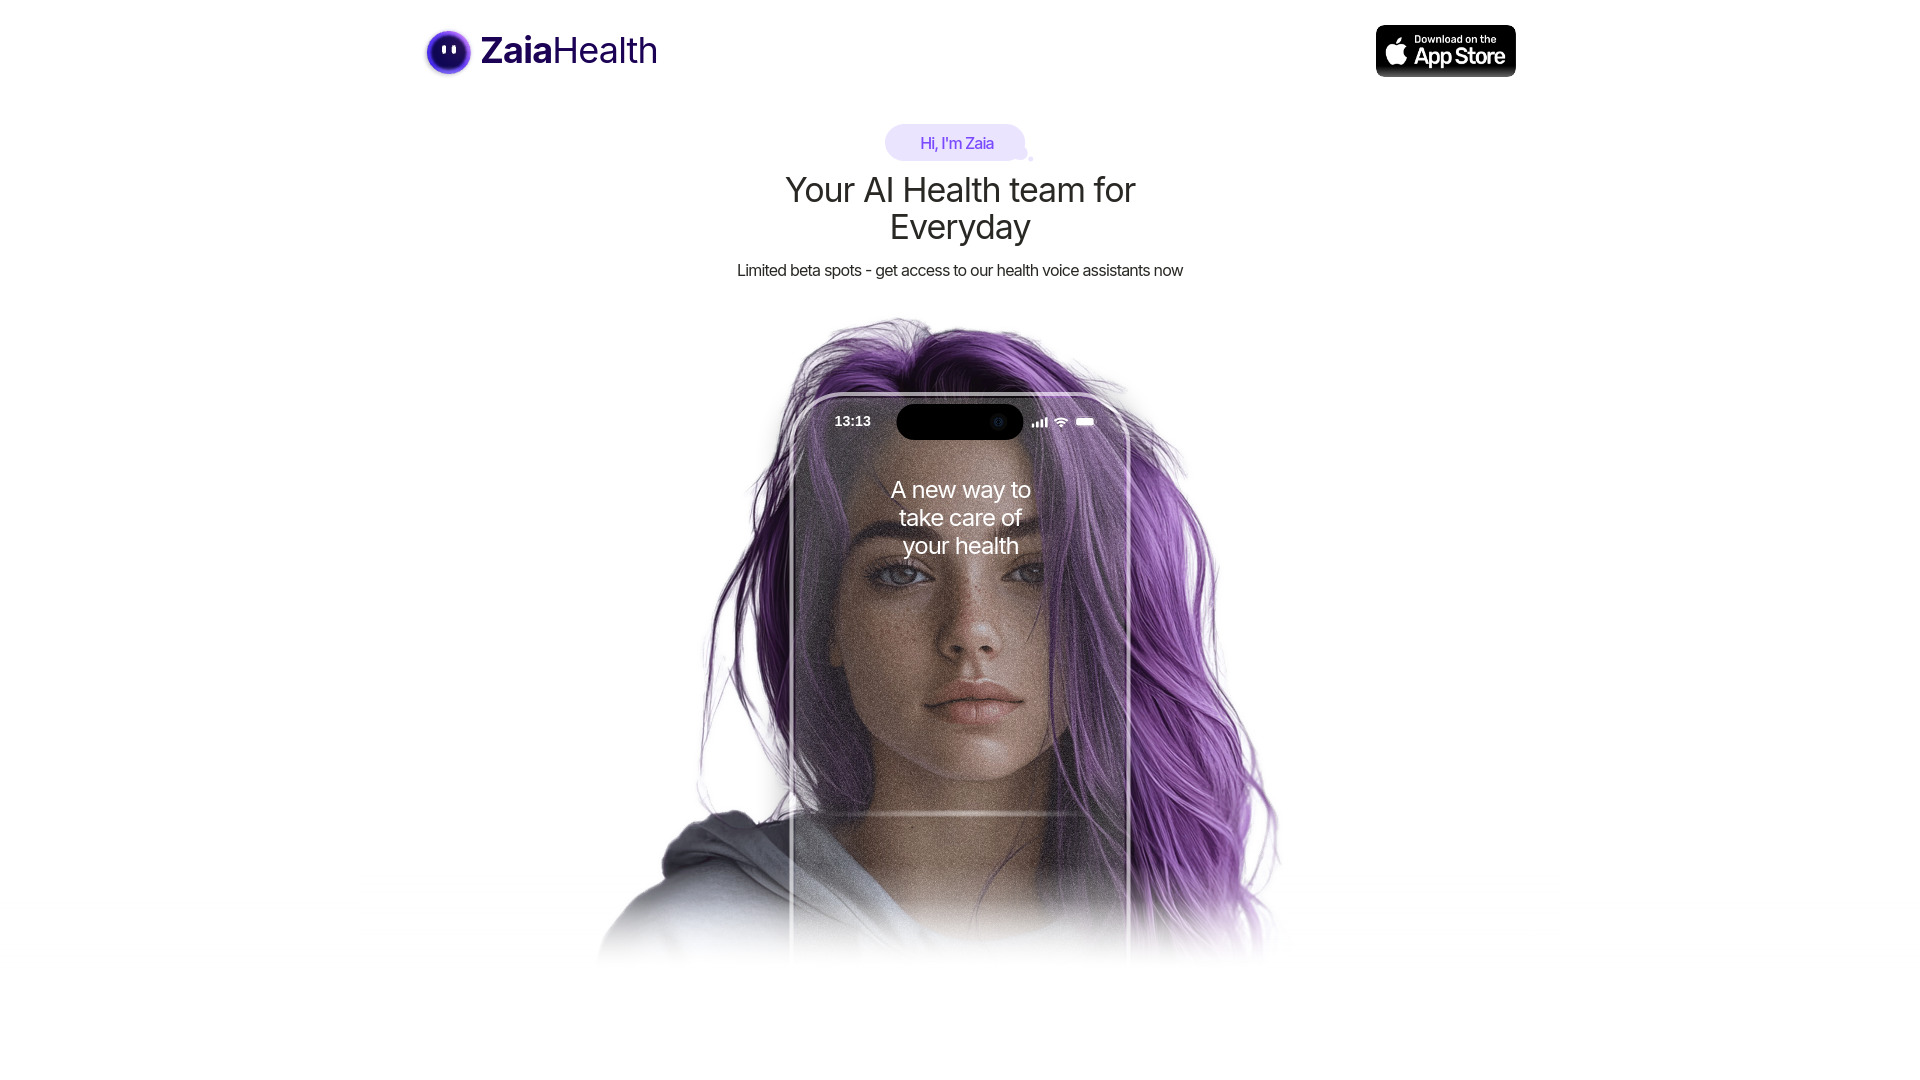 ZaiaHealth
Download on the
App Store
Hi, I'm Zaia
Your AI Health team for
Everyday
Limited beta spots - get access to our health voice assistants now
13:13
A new way to
take care of
your health